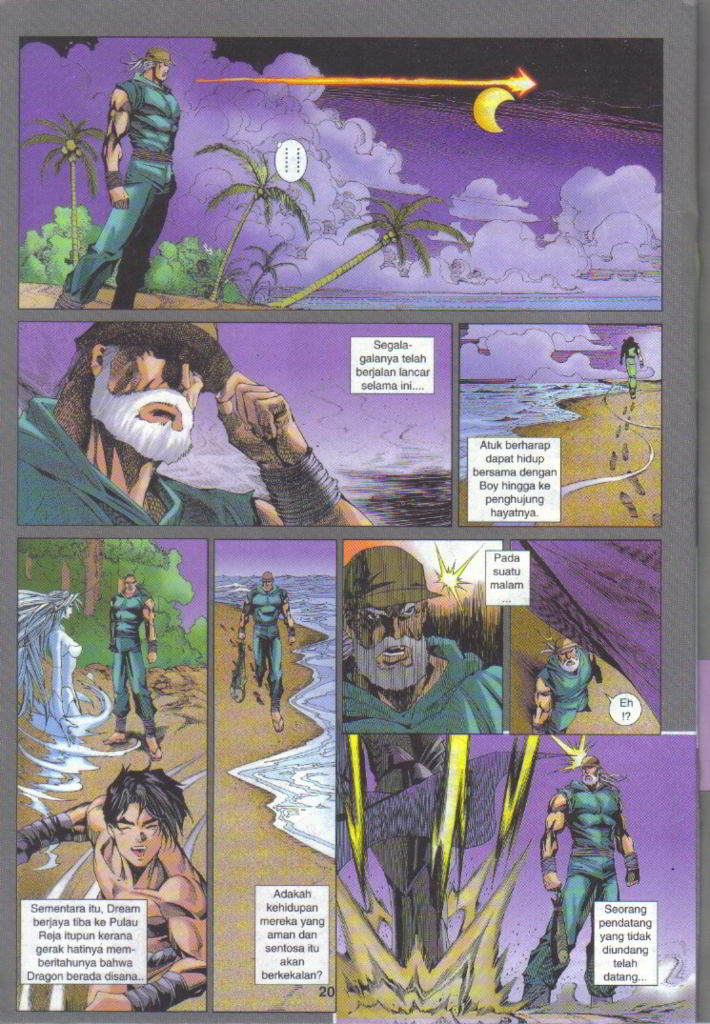 Segala-
galanya telah
berjalan lancar
selama ini....
Atuk berharap
dapat hidup
bersama dengan
Boy hingga ke
penghujung
hayatnya.
Sementara itu, Dream
berjaya tiba ke Pulau
Reja itupun kerana
gerak hatinya mem-
beritahunya bahwa
Dragon berada disana..
Adakah
kehidupan
mereka yang
aman dan
sentosa itu
akan
berkekalan?
Pada
suatu
malam
...
Eh
!?
Seorang
pendatang
yang tidak
diundang
telah
datang...
20